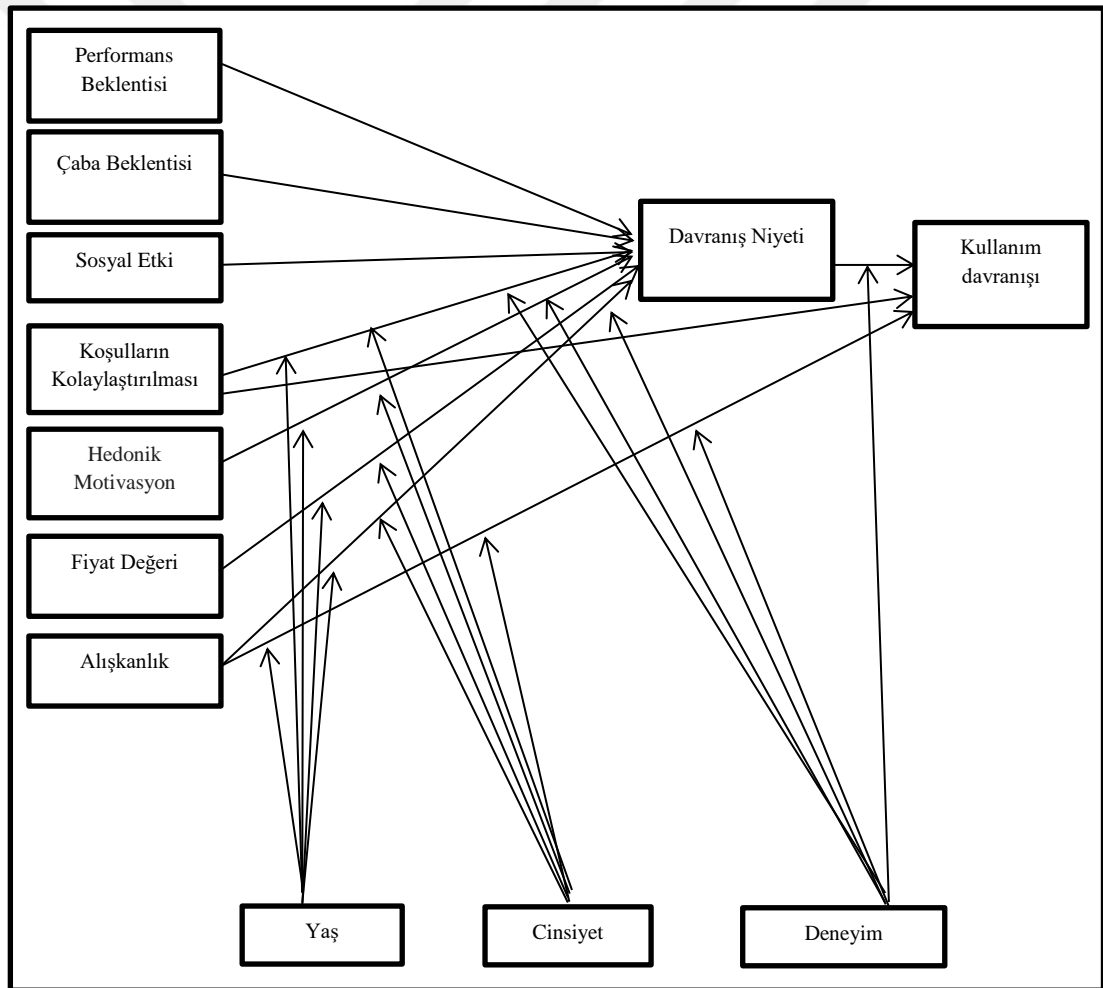 Performans
Beklentisi
Çaba Beklentisi
Sosyal Etki
Koşulların
Kolaylaştırılması
Hedonik
Motivasyon
Fiyat Değeri
Alışkanlık
Davranış Niyeti
Kullanım
davranışı
Yaş
Cinsiyet
Deneyim